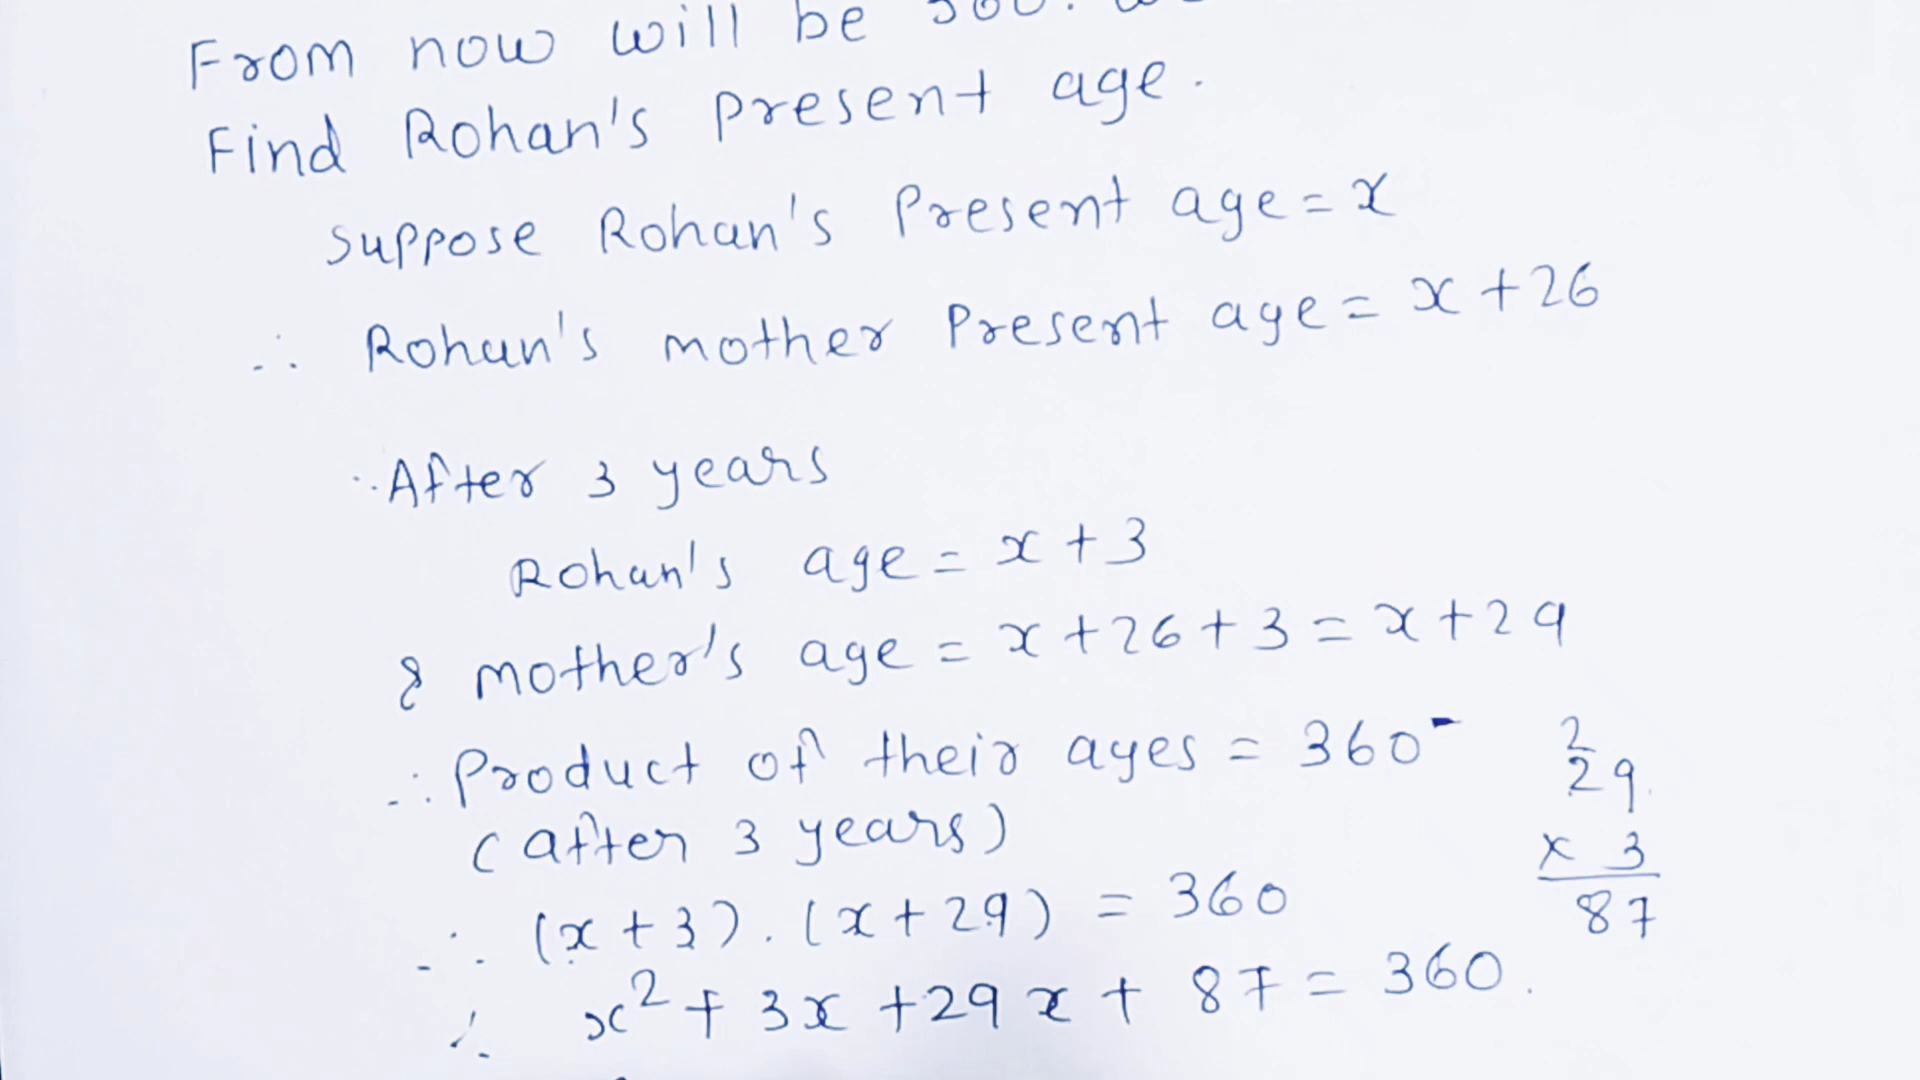 From now will be 360.
Find Rohan's present age.
suppose Rohan's Present age = x
∴ Rohan's mother Present age = x + 26
∴ After 3 years
Rohan's age = x + 3
& mother's age = x + 26 + 3 = x + 29
∴ Product of their ages = 360
(after 3 years)
2
29
x 3
87
∴ (x + 3) . (x + 29) = 360
∴ x² + 3x + 29x + 87 = 360.